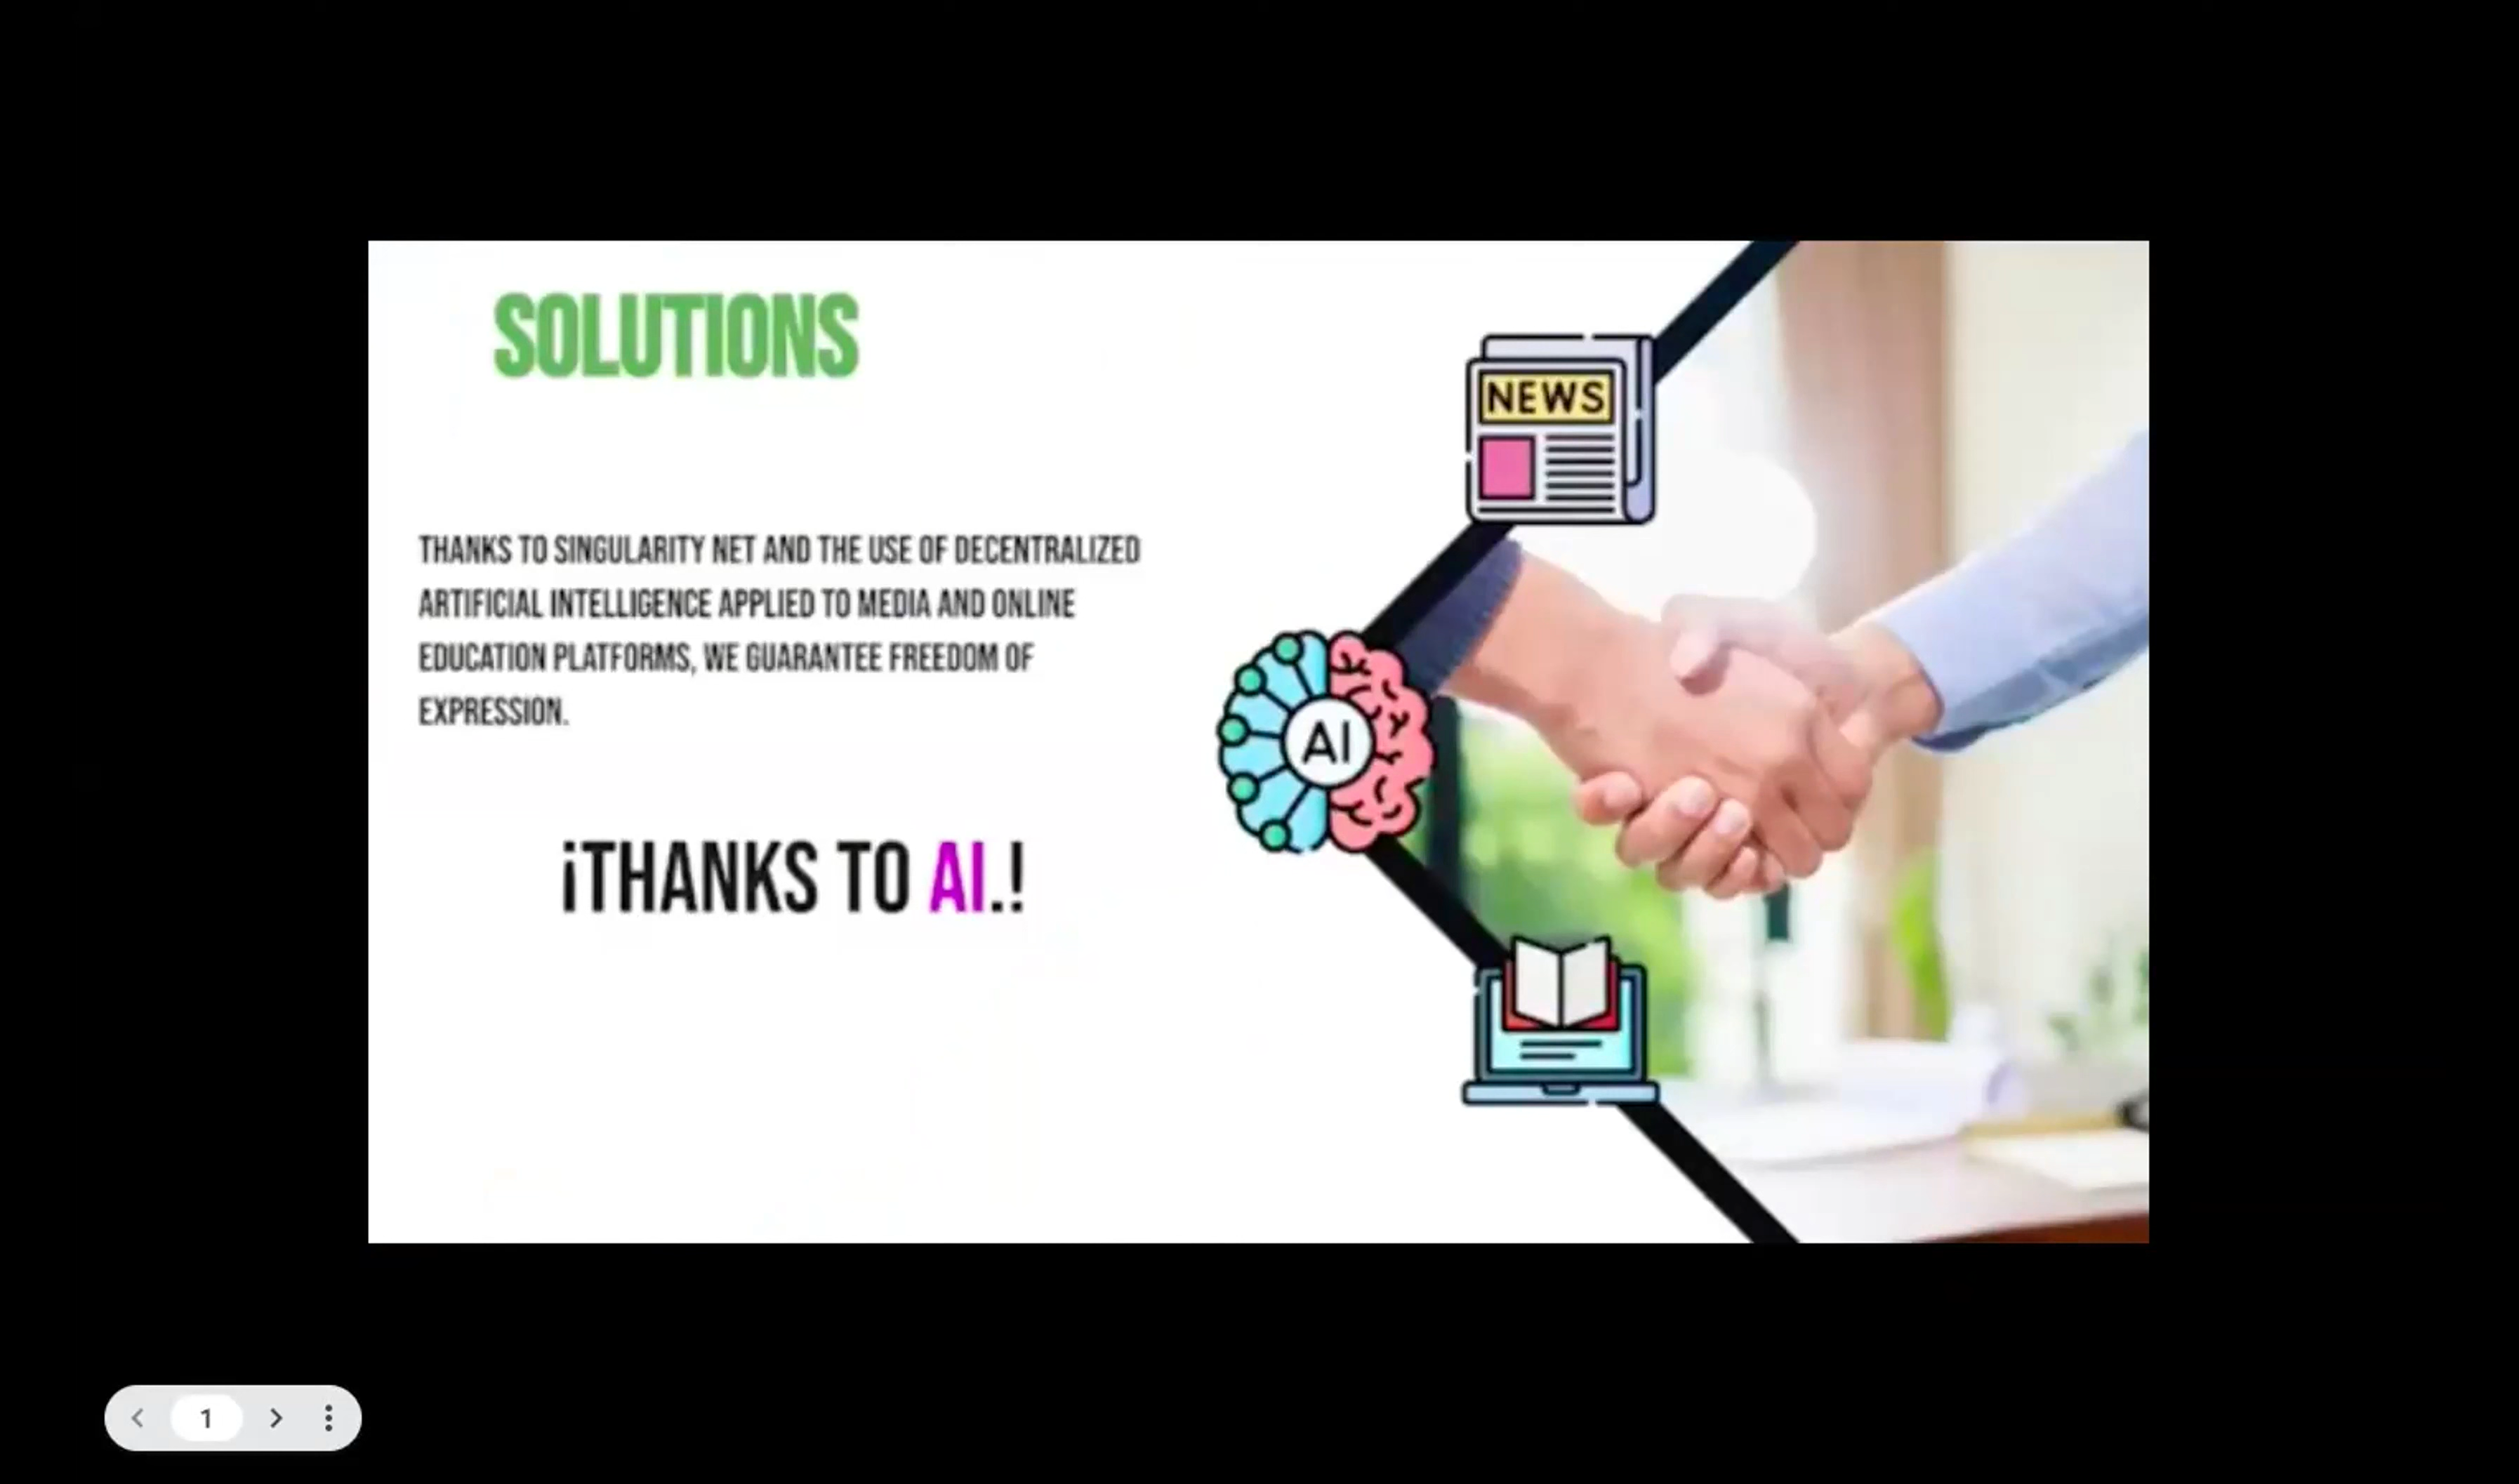 SOLUTIONS
THANKS TO SINGULARITY NET AND THE USE OF DECENTRALIZED
ARTIFICIAL INTELLIGENCE APPLIED TO MEDIA AND ONLINE
EDUCATION PLATFORMS, WE GUARANTEE FREEDOM OF
EXPRESSION.
¡THANKS TO AI.!
NEWS
AI
1